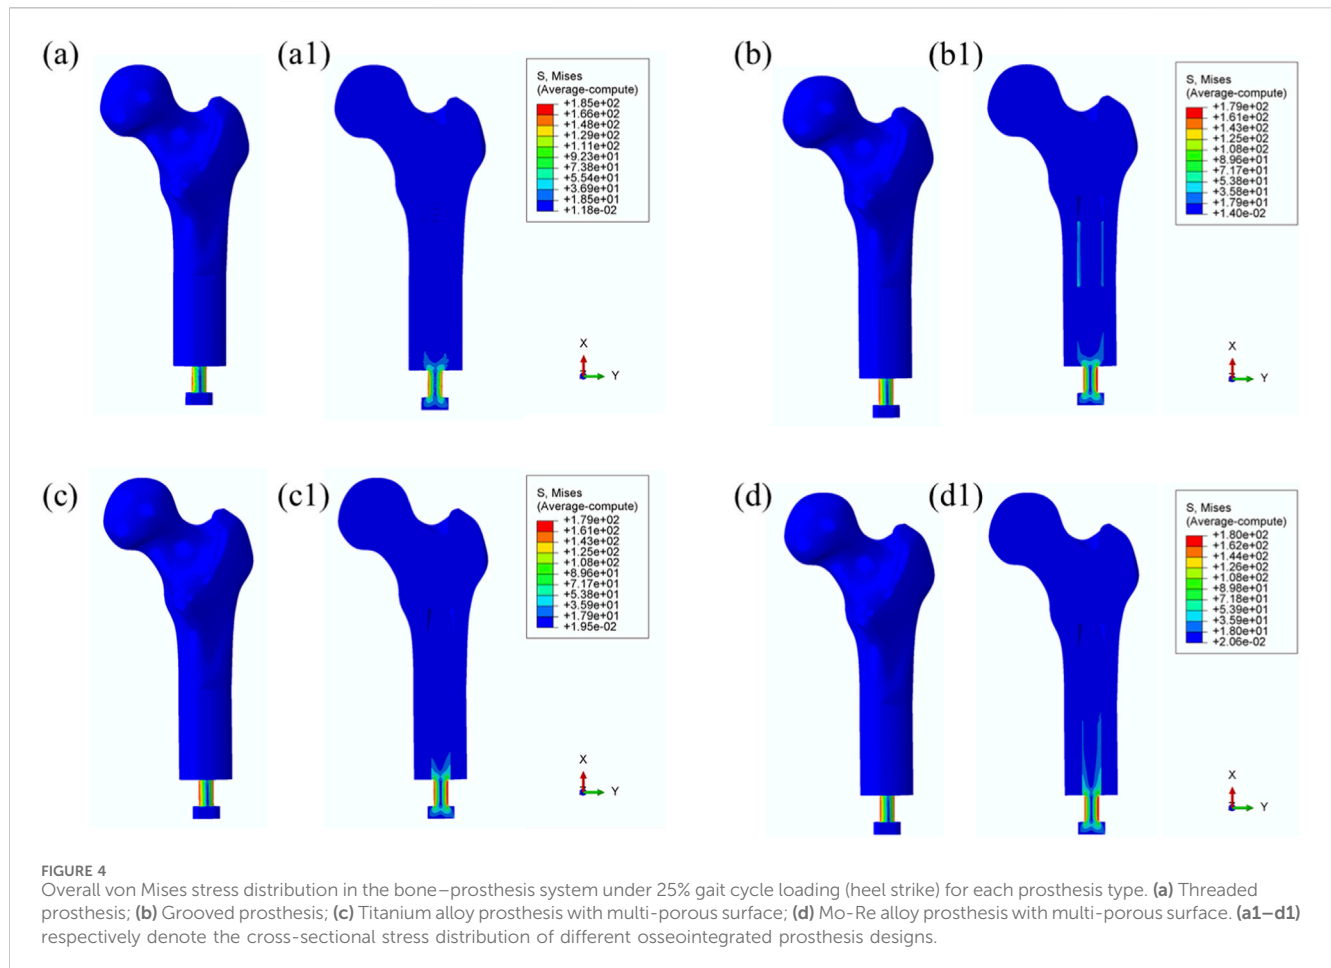 (a)
(a1)
S, Mises
(Average-compute)
+1.85e+02
+1.66e+02
+1.48e+02
+1.29e+02
+1.11e+02
+9.23e+01
+7.38e+01
+5.54e+01
+3.69e+01
+1.85e+01
+1.18e-02
X
Y
(b)
(b1)
S, Mises
(Average-compute)
+1.79e+02
+1.61e+02
+1.43e+02
+1.25e+02
+1.08e+02
+8.96e+01
+7.17e+01
+5.38e+01
+3.58e+01
+1.79e+01
+1.40e-02
X
Y
(c)
(c1)
S, Mises
(Average-compute)
+1.79e+02
+1.61e+02
+1.43e+02
+1.25e+02
+1.08e+02
+8.96e+01
+7.17e+01
+5.38e+01
+3.59e+01
+1.79e+01
+1.95e-02
X
Y
(d)
(d1)
S, Mises
(Average-compute)
+1.80e+02
+1.62e+02
+1.44e+02
+1.26e+02
+1.08e+02
+8.98e+01
+7.18e+01
+5.39e+01
+3.59e+01
+1.80e+01
+2.06e-02
X
Y
FIGURE 4
Overall von Mises stress distribution in the bone–prosthesis system under 25% gait cycle loading (heel strike) for each prosthesis type. (a) Threaded
prosthesis; (b) Grooved prosthesis; (c) Titanium alloy prosthesis with multi-porous surface; (d) Mo-Re alloy prosthesis with multi-porous surface. (a1–d1)
respectively denote the cross-sectional stress distribution of different osseointegrated prosthesis designs.